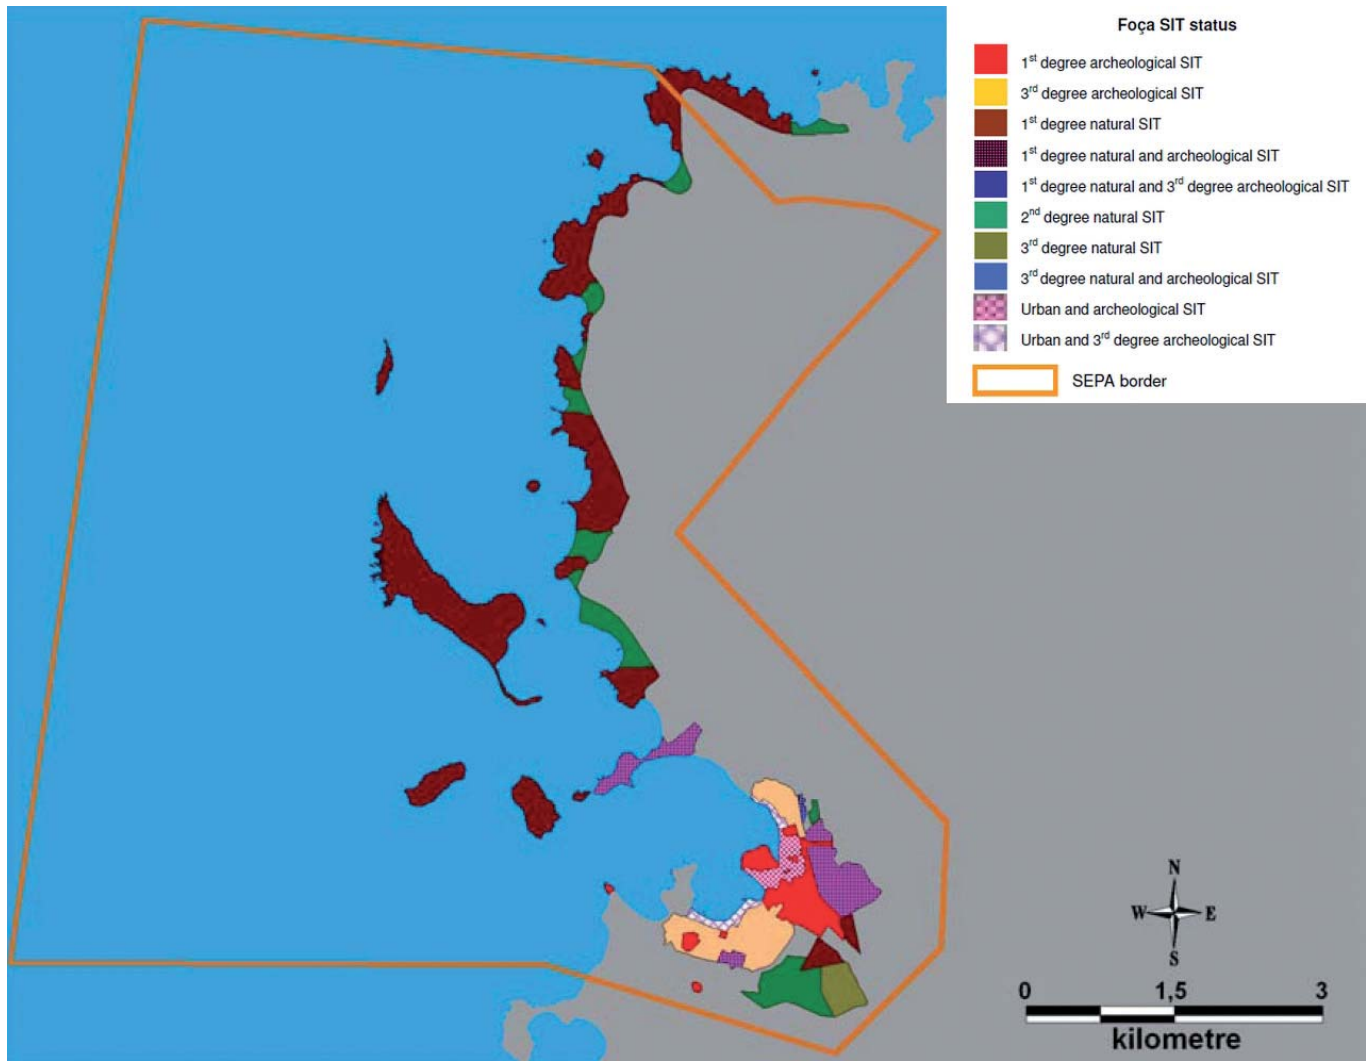 Foça SIT status
1st degree archeological SIT
3rd degree archeological SIT
1st degree natural SIT
1st degree natural and archeological SIT
1st degree natural and 3rd degree archeological SIT
2nd degree natural SIT
3rd degree natural SIT
3rd degree natural and archeological SIT
Urban and archeological SIT
Urban and 3rd degree archeological SIT
SEPA border
N
W E
S
0 1,5 3
kilometre